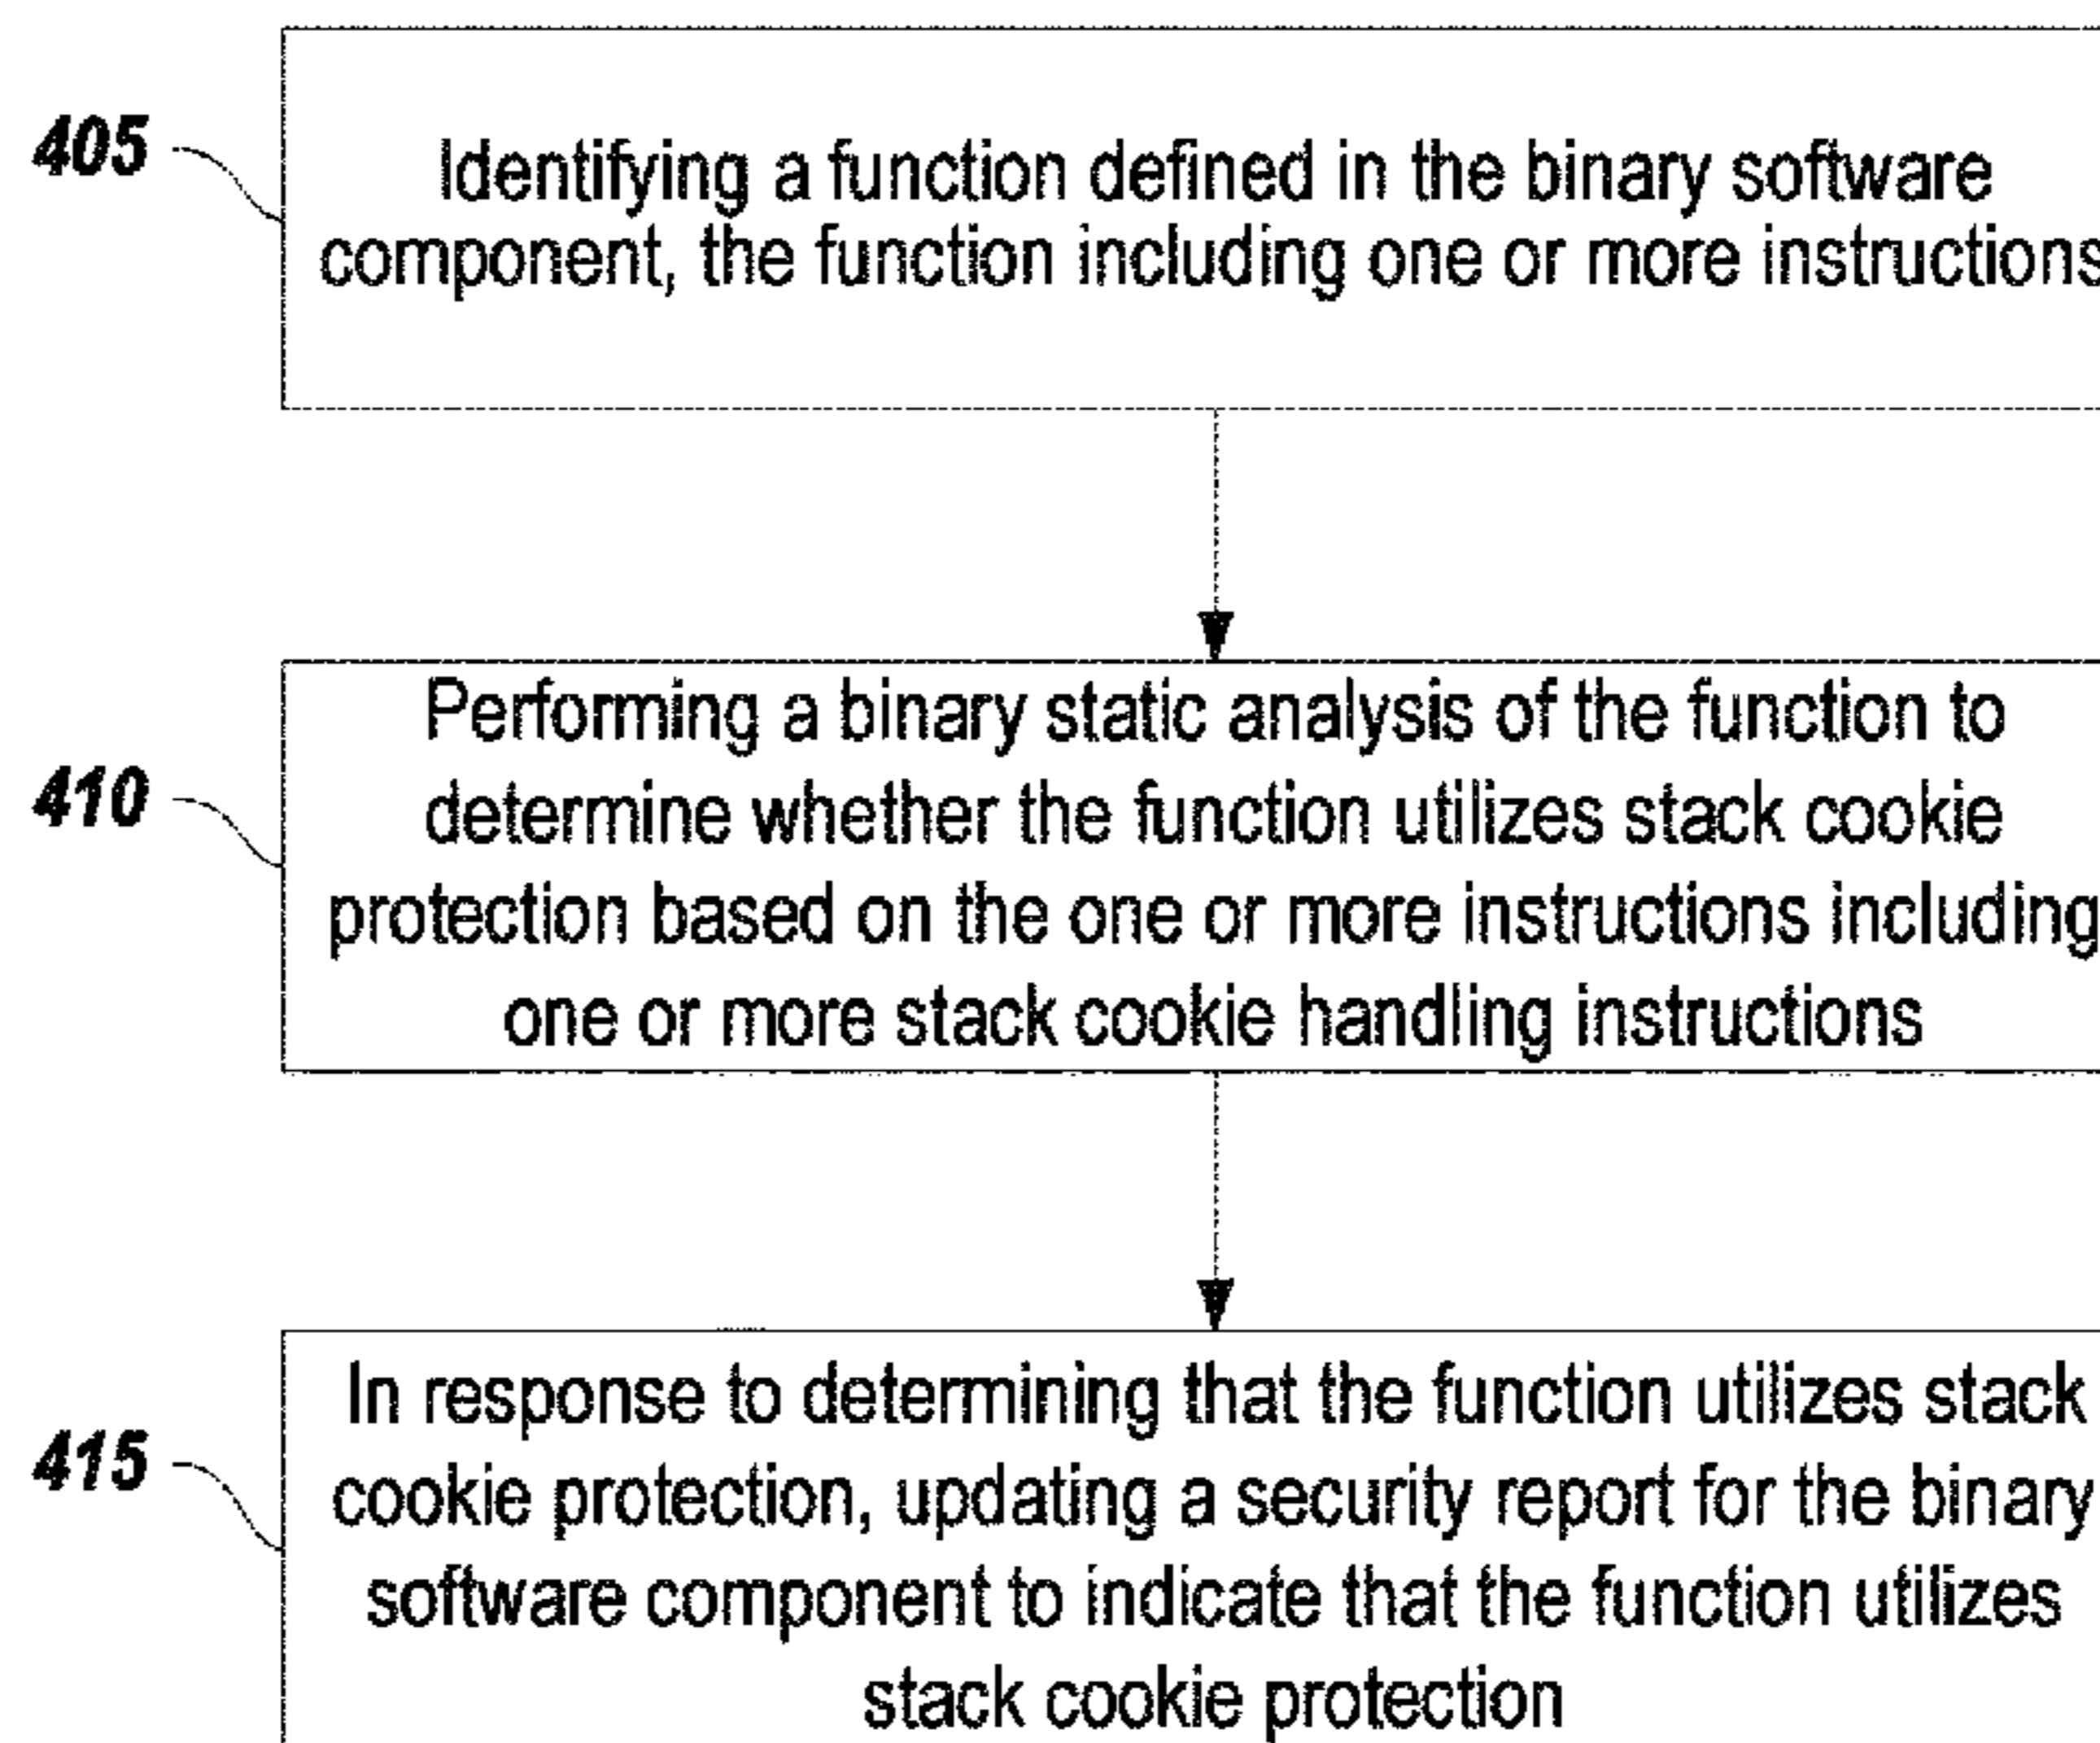 405
Identifying a function defined in the binary software
component, the function including one or more instructions
410
Performing a binary static analysis of the function to
determine whether the function utilizes stack cookie
protection based on the one or more instructions including
one or more stack cookie handling instructions
415
In response to determining that the function utilizes stack
cookie protection, updating a security report for the binary
software component to indicate that the function utilizes
stack cookie protection